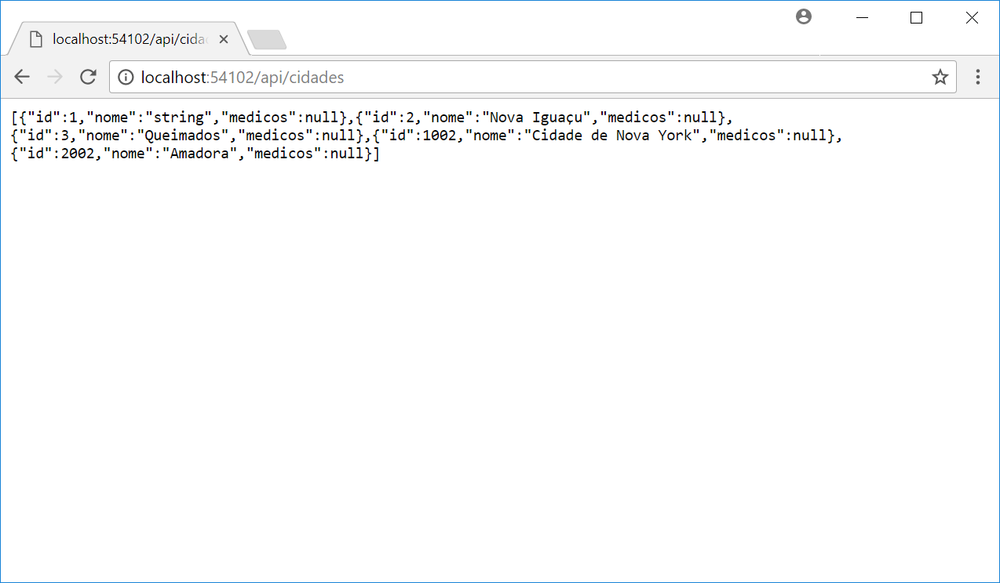 localhost:54102/api/cida
localhost:54102/api/cidades
[{"id":1,"nome":"string","medicos":null},{"id":2,"nome":"Nova Iguaçu","medicos":null},
{"id":3,"nome":"Queimados","medicos":null},{"id":1002,"nome":"Cidade de Nova York","medicos":null},
{"id":2002,"nome":"Amadora","medicos":null}]